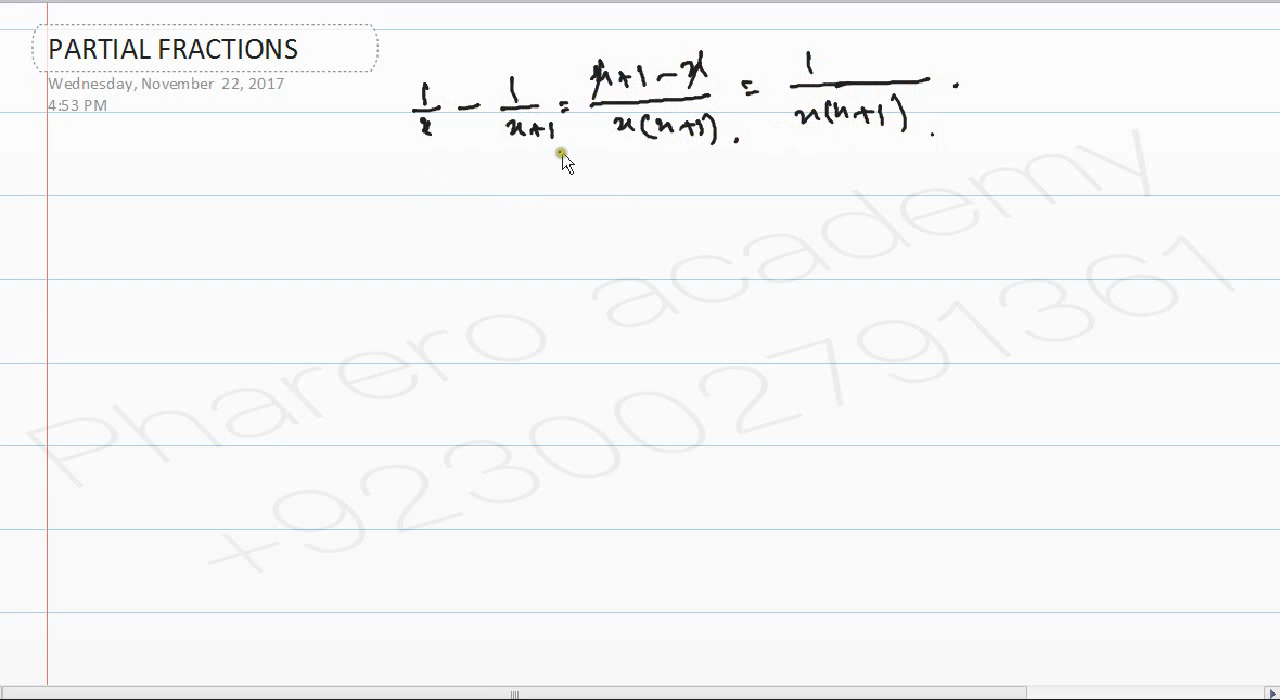 PARTIAL FRACTIONS
Wednesday, November 22, 2017
4:53 PM
1/x - 1/(x+1) = (x+1-x)/(x(x+1)) = 1/(x(x+1))
Pharero academy
+923002791361